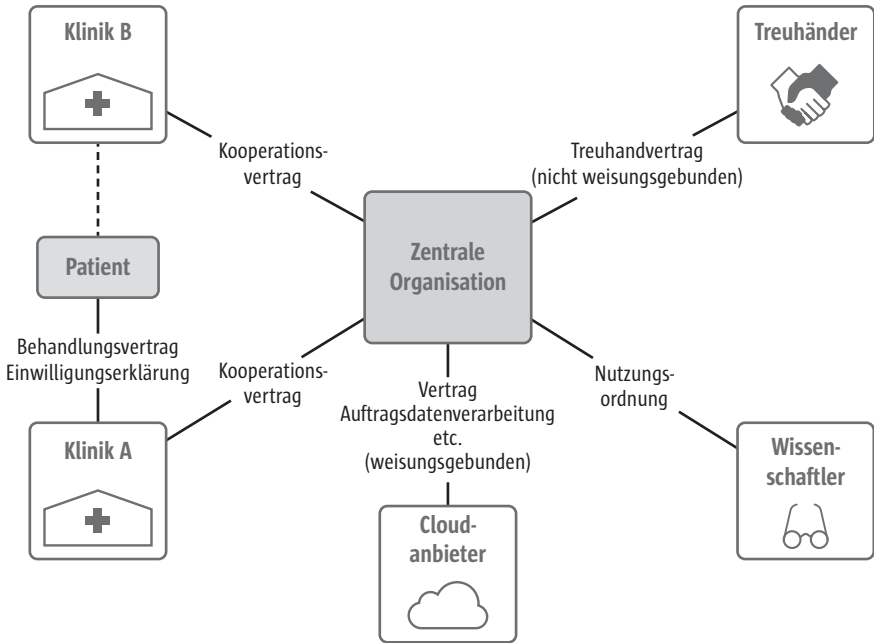 Klinik B
Treuhänder
Kooperations-
vertrag
Treuhandvertrag
(nicht weisungsgebunden)
Zentrale
Organisation
Patient
Behandlungsvertrag
Einwilligungserklärung
Kooperations-
vertrag
Vertrag
Auftragsdatenverarbeitung
etc.
(weisungsgebunden)
Nutzungs-
ordnung
Klinik A
Cloud-
anbieter
Wissen-
schaftler